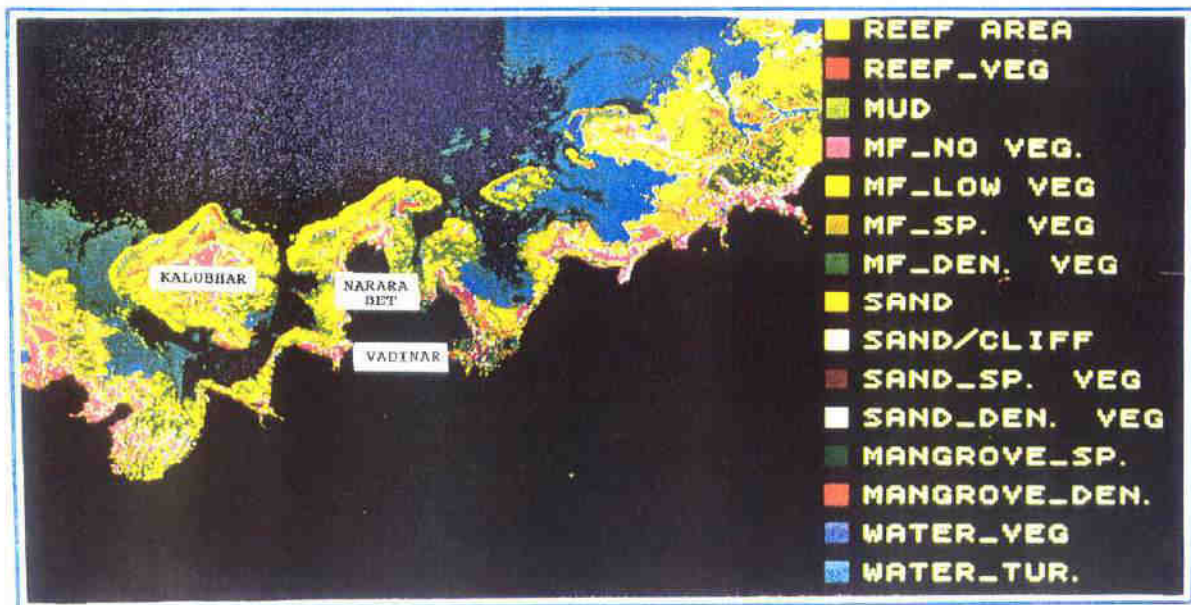 KALUBHAR
NARARA
BET
VADINAR
REEF AREA
REEF_VEG
MUD
MF_NO VEG.
MF_LOW VEG
MF_SP. VEG
MF_DEN. VEG
SAND
SAND/CLIFF
SAND_SP. VEG
SAND_DEN. VEG
MANGROVE_SP.
MANGROVE_DEN.
WATER_VEG
WATER_TUR.